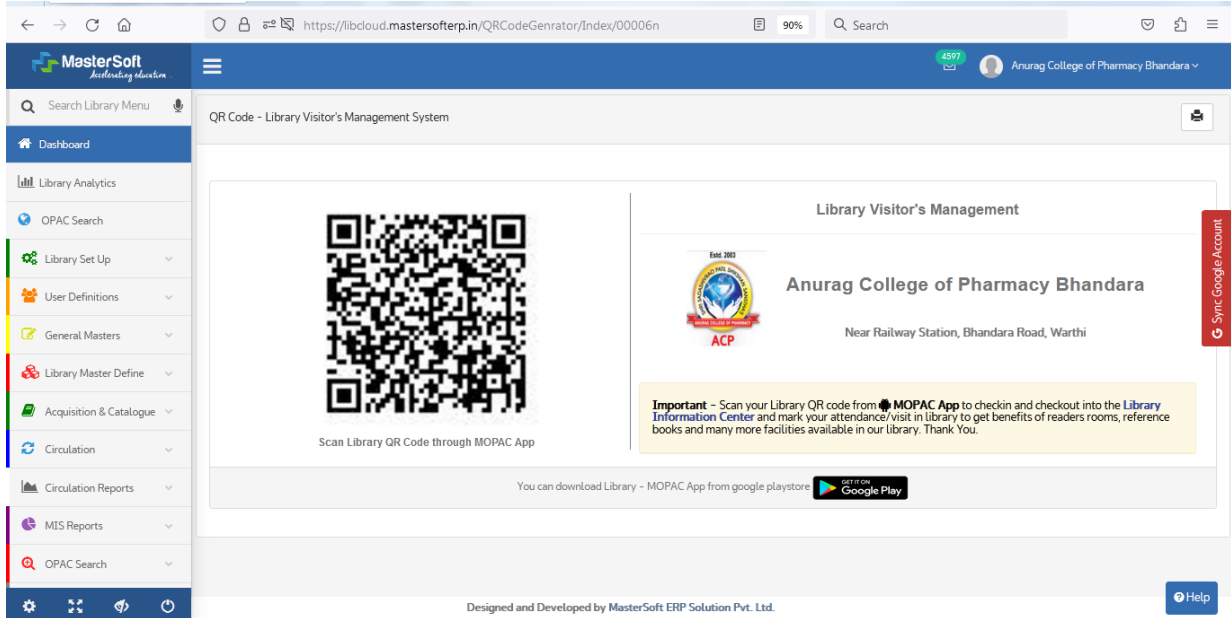 https://libcloud.mastersofterp.in/QRCodeGenrator/Index/00006n
90%
Search
MasterSoft
Accelerating education
4597
Anurag College of Pharmacy Bhandara
Search Library Menu
QR Code - Library Visitor's Management System
Dashboard
Library Analytics
OPAC Search
Library Set Up
User Definitions
General Masters
Library Master Define
Acquisition & Catalogue
Circulation
Circulation Reports
MIS Reports
OPAC Search
Scan Library QR Code through MOPAC App
Library Visitor's Management
Estd. 2003
ANURAG COLLEGE OF PHARMACY
ACP
Anurag College of Pharmacy Bhandara
Near Railway Station, Bhandara Road, Warthi
Important - Scan your Library QR code from MOPAC App to checkin and checkout into the Library
Information Center and mark your attendance/visit in library to get benefits of readers rooms, reference
books and many more facilities available in our library. Thank You.
You can download Library - MOPAC App from google playstore
GET IT ON
Google Play
G Sync Google Account
Help
Designed and Developed by MasterSoft ERP Solution Pvt. Ltd.